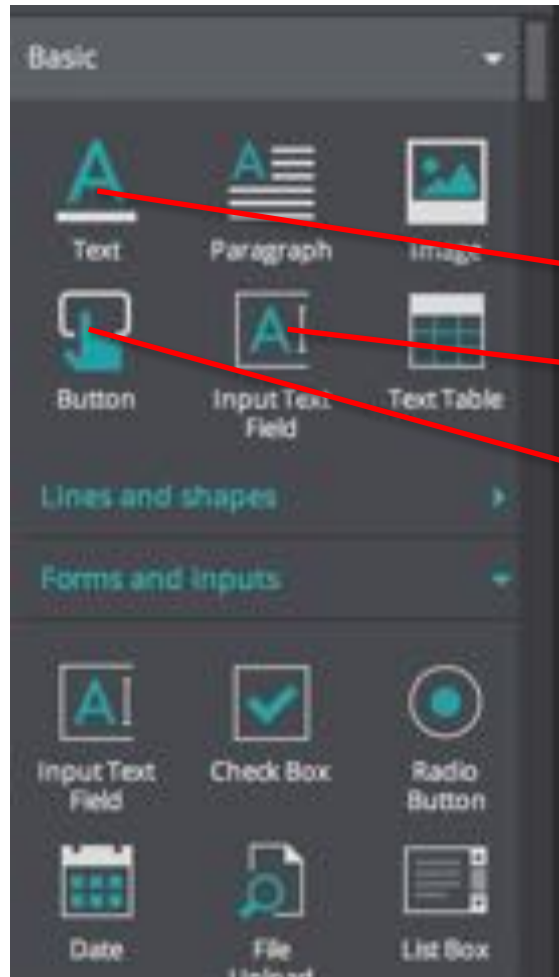 Basic
Text Paragraph Image
Button Input Text Text Table
Field
Lines and shapes
Forms and Inputs
Input Text Check Box Radio
Field Button
Date File List Box
Upload